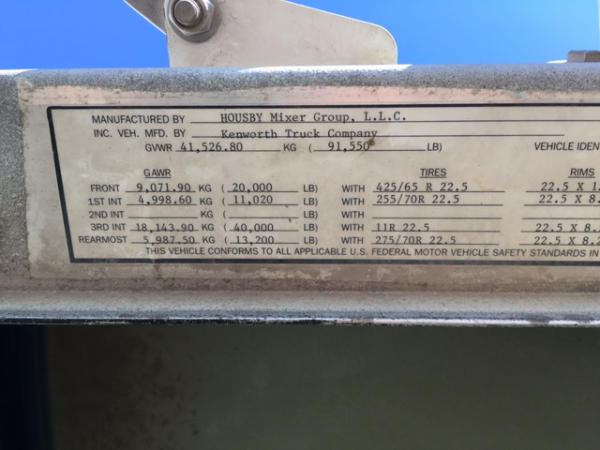 MANUFACTURED BY HOUSBY Mixer Group, L.L.C.
INC. VEH. MFD. BY Kenworth Truck Company
GVWR 41,526.80 KG ( 91,550 LB) VEHICLE IDEN
GAWR TIRES RIMS
FRONT 9,071.90 KG ( 20,000 LB) WITH 425/65 R 22.5 22.5 X 1
1ST INT 4,998.60 KG ( 11,020 LB) WITH 255/70R 22.5 22.5 X 8.
2ND INT KG ( LB) WITH
3RD INT 18,143.90 KG ( 40,000 LB) WITH 11R 22.5 22.5 X 8.2
REARMOST 5,987.50 KG ( 13,200 LB) WITH 275/70R 22.5 22.5 X 8.2
THIS VEHICLE CONFORMS TO ALL APPLICABLE U.S. FEDERAL MOTOR VEHICLE SAFETY STANDARDS IN